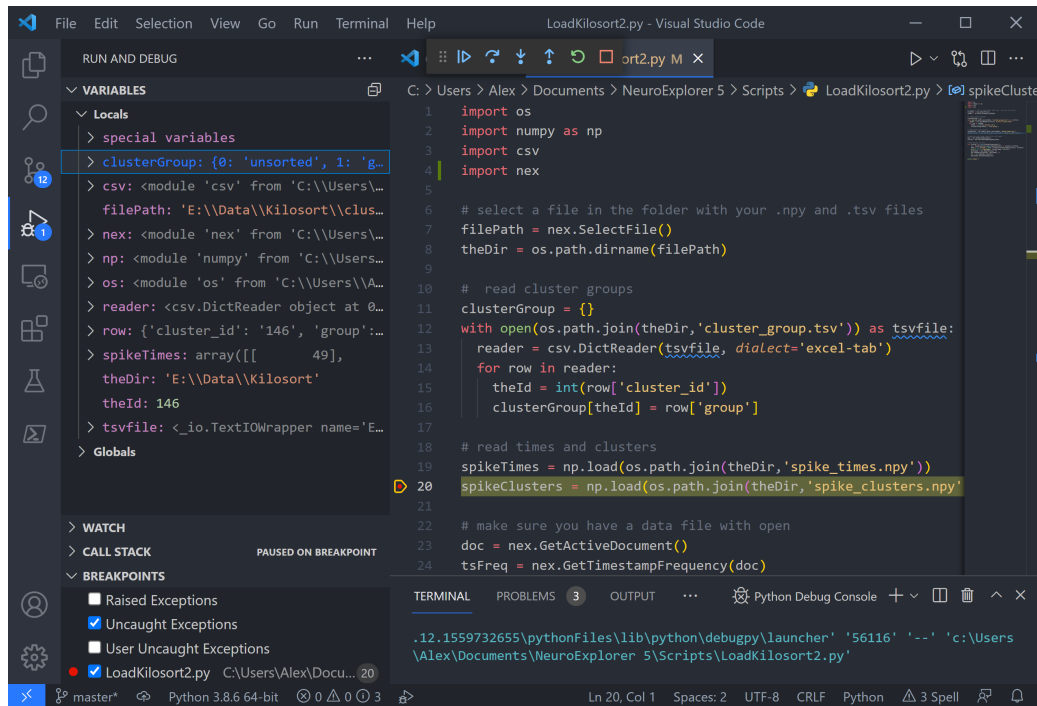 File Edit Selection View Go Run Terminal Help LoadKilosort2.py - Visual Studio Code
RUN AND DEBUG ···
ort2.py M
VARIABLES
C: > Users > Alex > Documents > NeuroExplorer 5 > Scripts > LoadKilosort2.py > spikeCluste
Locals
special variables
clusterGroup: {0: 'unsorted', 1: 'g…
csv: <module 'csv' from 'C:\\Users\…
filePath: 'E:\\Data\\Kilosort\\clus…
nex: <module 'nex' from 'C:\\Users\…
np: <module 'numpy' from 'C:\\Users…
os: <module 'os' from 'C:\\Users\\A…
reader: <csv.DictReader object at 0…
row: {'cluster_id': '146', 'group':…
spikeTimes: array([[ 49],
theDir: 'E:\\Data\\Kilosort'
theId: 146
tsvfile: <_io.TextIOWrapper name='E…
Globals
12
1
WATCH
CALL STACK PAUSED ON BREAKPOINT
BREAKPOINTS
Raised Exceptions
Uncaught Exceptions
User Uncaught Exceptions
LoadKilosort2.py C:\Users\Alex\Docu… 20
1 import os
2 import numpy as np
3 import csv
4 import nex
5
6 # select a file in the folder with your .npy and .tsv files
7 filePath = nex.SelectFile()
8 theDir = os.path.dirname(filePath)
9
10 # read cluster groups
11 clusterGroup = {}
12 with open(os.path.join(theDir,'cluster_group.tsv')) as tsvfile:
13 reader = csv.DictReader(tsvfile, dialect='excel-tab')
14 for row in reader:
15 theId = int(row['cluster_id'])
16 clusterGroup[theId] = row['group']
17
18 # read times and clusters
19 spikeTimes = np.load(os.path.join(theDir,'spike_times.npy'))
20 spikeClusters = np.load(os.path.join(theDir,'spike_clusters.npy'
21
22 # make sure you have a data file with open
23 doc = nex.GetActiveDocument()
24 tsFreq = nex.GetTimestampFrequency(doc)
TERMINAL PROBLEMS 3 OUTPUT ··· Python Debug Console
.12.1559732655\pythonFiles\lib\python\debugpy\launcher' '56116' '--' 'c:\Users
\Alex\Documents\NeuroExplorer 5\Scripts\LoadKilosort2.py'
master* Python 3.8.6 64-bit 0 0 3 Ln 20, Col 1 Spaces: 2 UTF-8 CRLF Python 3 Spell